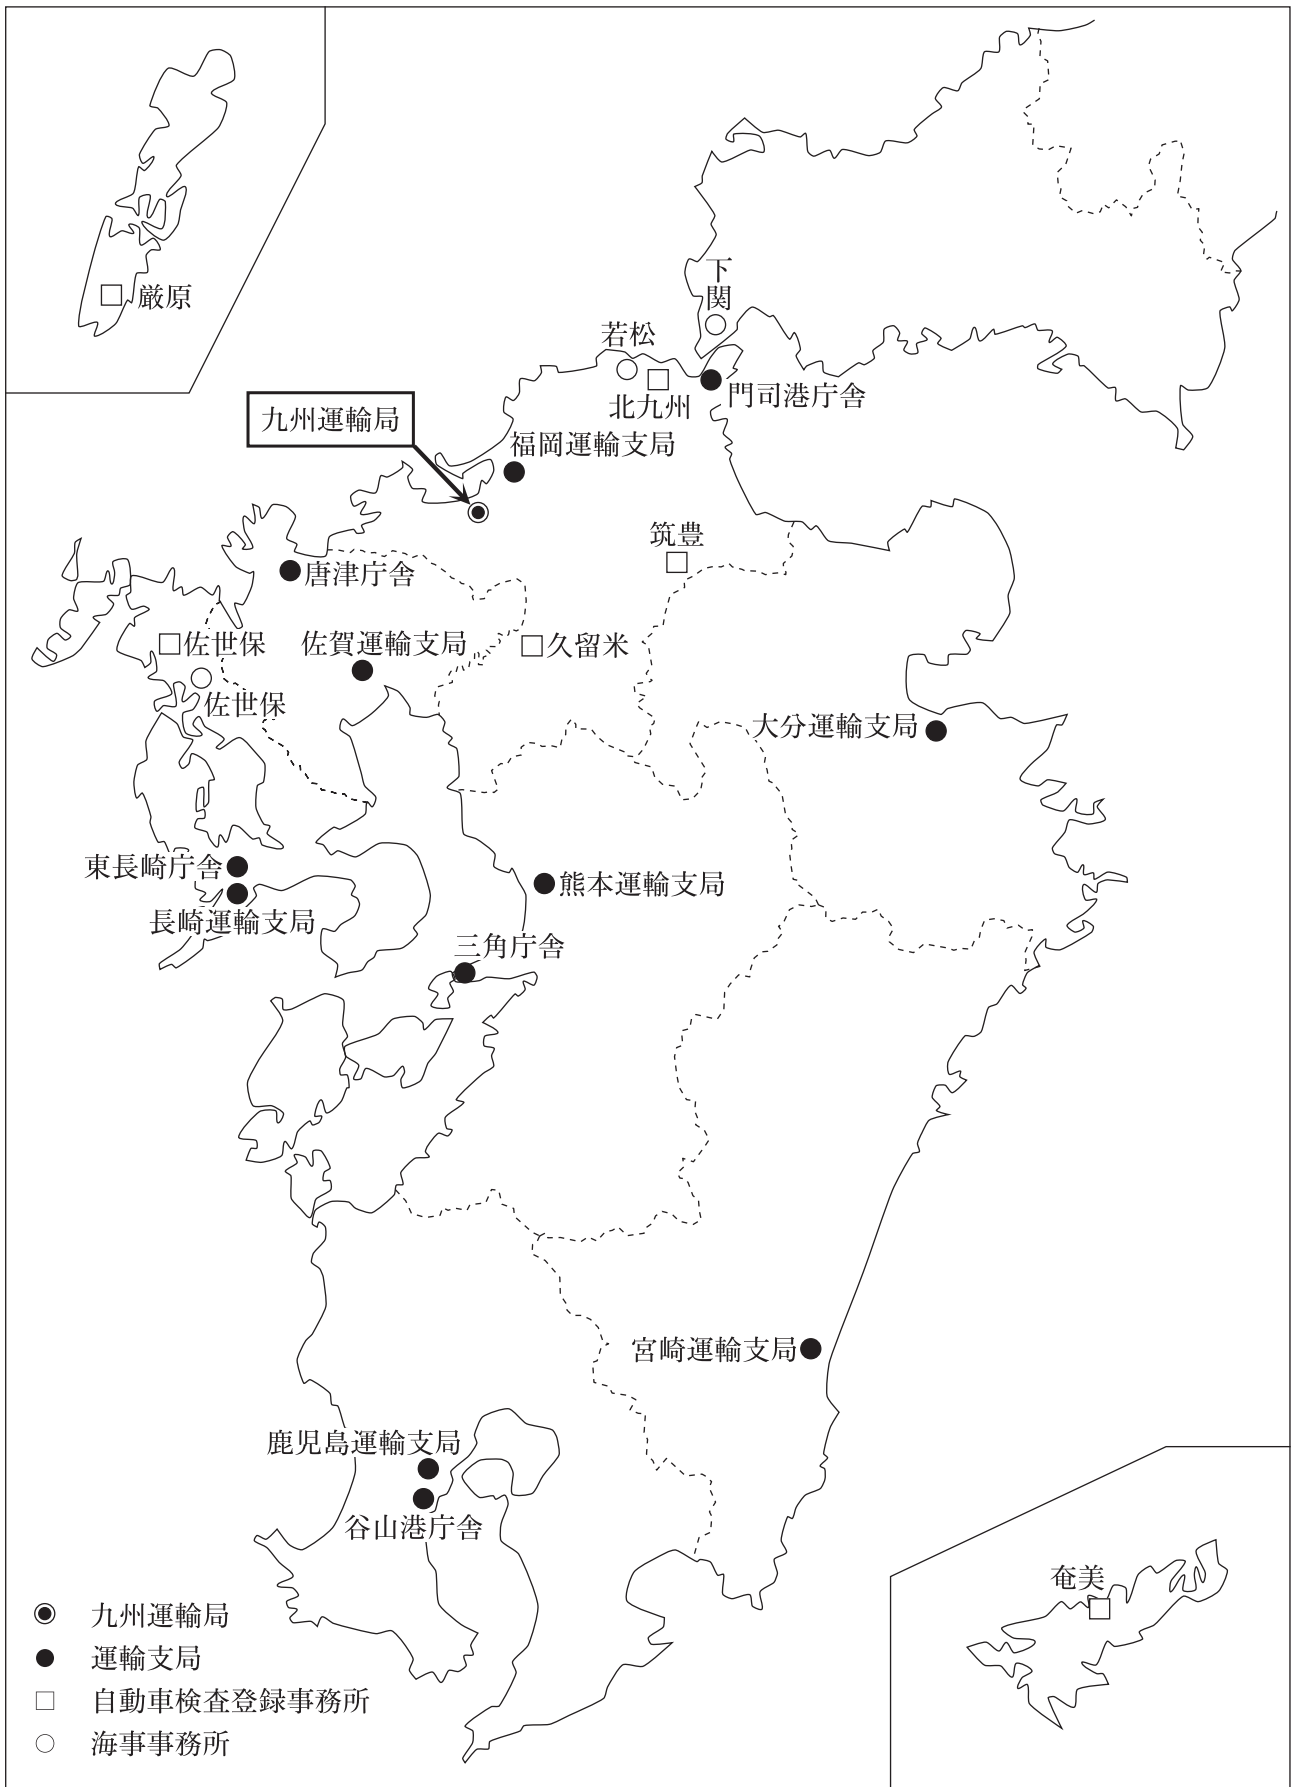 厳原
下関
若松
北九州
門司港庁舎
九州運輸局
福岡運輸支局
筑豊
唐津庁舎
佐世保
佐賀運輸支局
久留米
佐世保
大分運輸支局
東長崎庁舎
長崎運輸支局
熊本運輸支局
三角庁舎
宮崎運輸支局
鹿児島運輸支局
谷山港庁舎
奄美
九州運輸局
運輸支局
自動車検査登録事務所
海事事務所